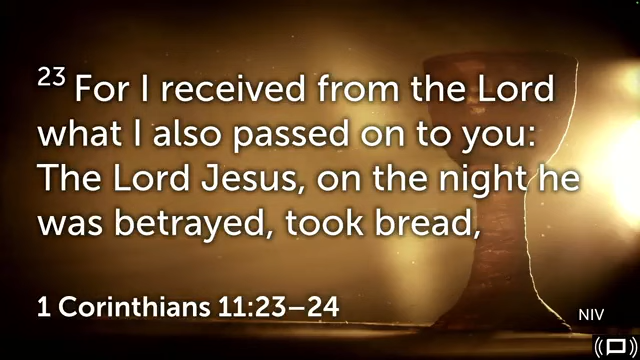 23 For I received from the Lord
what I also passed on to you:
The Lord Jesus, on the night he
was betrayed, took bread,
1 Corinthians 11:23–24
NIV